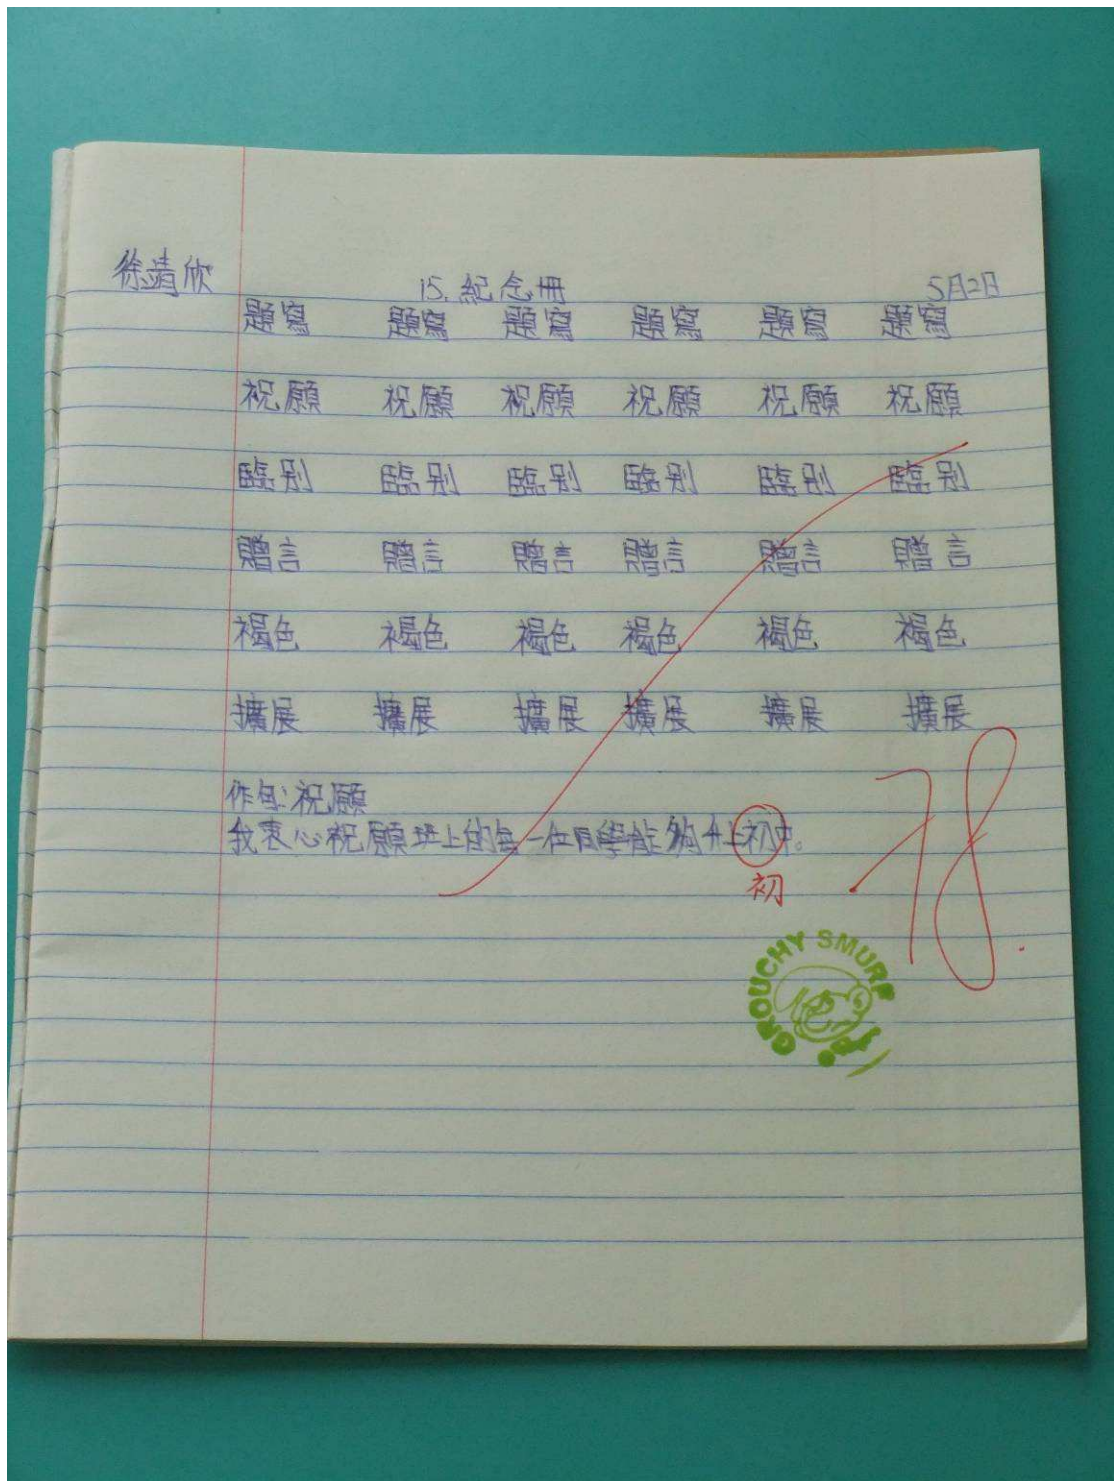 徐靖欣 15.紀念冊 5月2日
題寫 題寫 題寫 題寫 題寫 題寫
祝願 祝願 祝願 祝願 祝願 祝願
臨別 臨別 臨別 臨別 臨別 臨別
贈言 贈言 贈言 贈言 贈言 贈言
褐色 褐色 褐色 褐色 褐色 褐色
擴展 擴展 擴展 擴展 擴展 擴展
作句:祝願
我衷心祝願班上的每一位同學能夠升上初中。
初
78.
GROUCHY SMURF